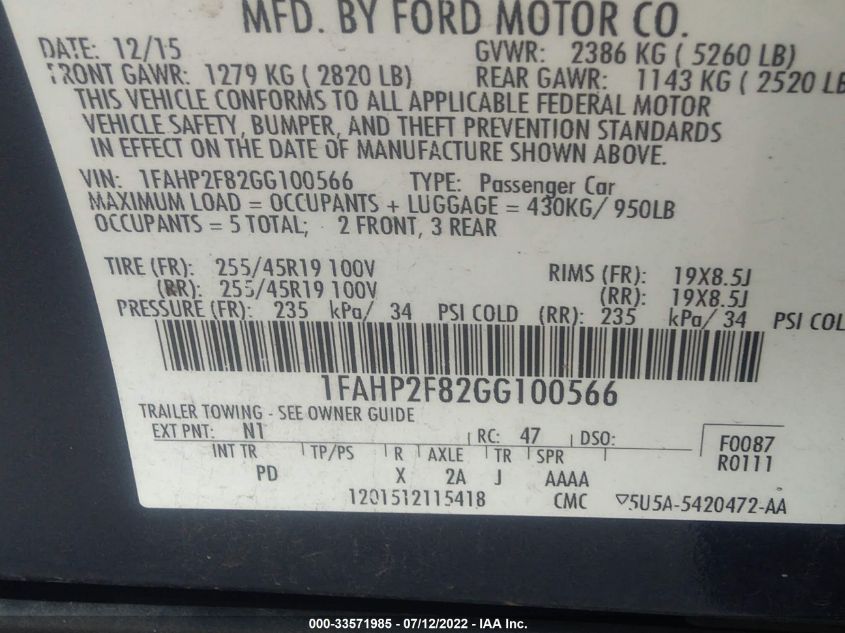 MFD. BY FORD MOTOR CO.
DATE: 12/15 GVWR: 2386 KG ( 5260 LB)
FRONT GAWR: 1279 KG ( 2820 LB) REAR GAWR: 1143 KG ( 2520 LB
THIS VEHICLE CONFORMS TO ALL APPLICABLE FEDERAL MOTOR
VEHICLE SAFETY, BUMPER, AND THEFT PREVENTION STANDARDS
IN EFFECT ON THE DATE OF MANUFACTURE SHOWN ABOVE.
VIN: 1FAHP2F82GG100566 TYPE: Passenger Car
MAXIMUM LOAD = OCCUPANTS + LUGGAGE = 430KG/ 950LB
OCCUPANTS = 5 TOTAL; 2 FRONT, 3 REAR
TIRE (FR): 255/45R19 100V RIMS (FR): 19X8.5J
(RR): 255/45R19 100V (RR): 19X8.5J
PRESSURE (FR): 235 kPa/ 34 PSI COLD (RR): 235 kPa/ 34 PSI COL
1FAHP2F82GG100566
TRAILER TOWING - SEE OWNER GUIDE
EXT PNT: N1 RC: 47 DSO: F0087
INT TR TP/PS R AXLE TR SPR R0111
PD X 2A J AAAA
1201512115418 CMC ▽5U5A-5420472-AA
000-33571985 - 07/12/2022 - IAA Inc.